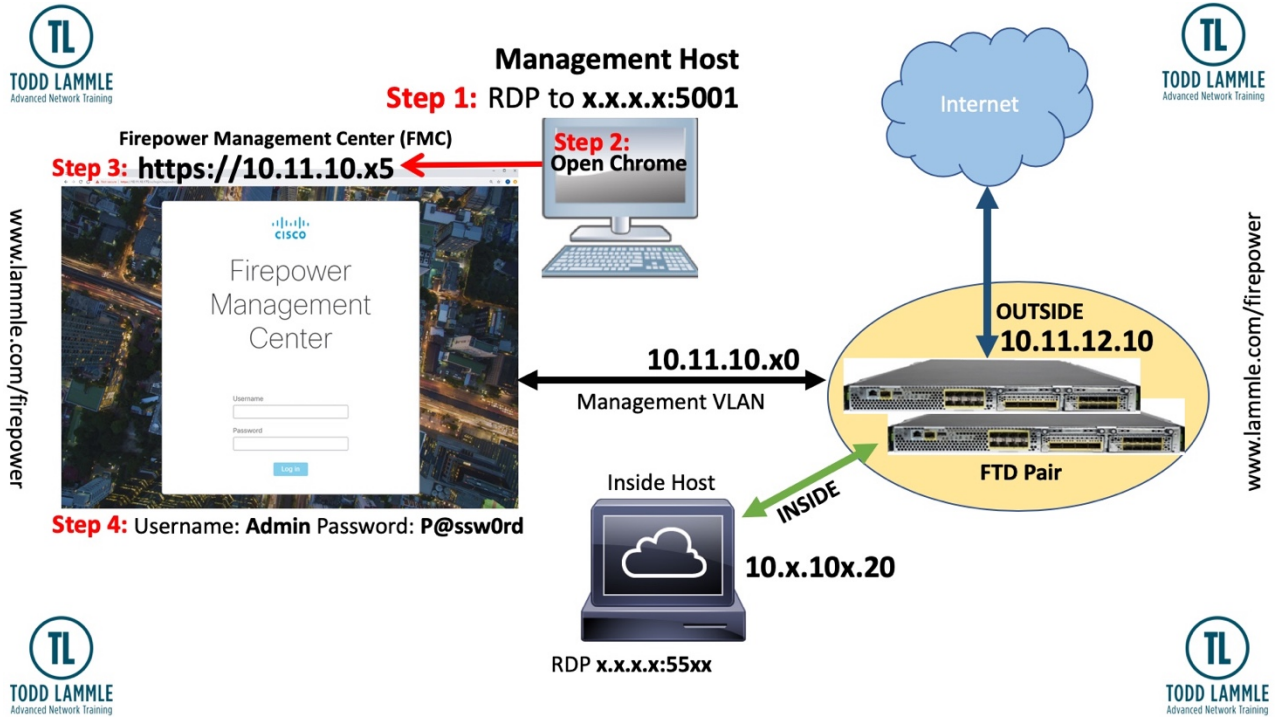 TL
TODD LAMMLE
Advanced Network Training
TL
TODD LAMMLE
Advanced Network Training
Management Host
Step 1: RDP to x.x.x.x:5001
Internet
Firepower Management Center (FMC)
Step 3: https://10.11.10.x5
Step 2:
Open Chrome
www.lammle.com/firepower
CISCO
Firepower
Management
Center
Username
Password
Log in
Step 4: Username: Admin Password: P@ssw0rd
10.11.10.x0
Management VLAN
OUTSIDE
10.11.12.10
FTD Pair
INSIDE
Inside Host
10.x.10x.20
RDP x.x.x.x:55xx
www.lammle.com/firepower
TL
TODD LAMMLE
Advanced Network Training
TL
TODD LAMMLE
Advanced Network Training